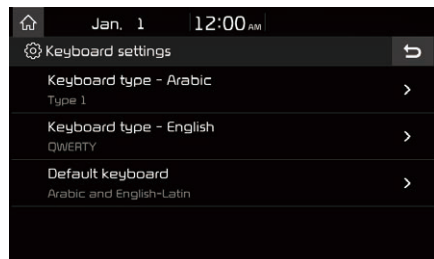 Jan. 1 12:00 AM
Keyboard settings
Keyboard type - Arabic
Type 1
Keyboard type - English
QWERTY
Default keyboard
Arabic and English-Latin